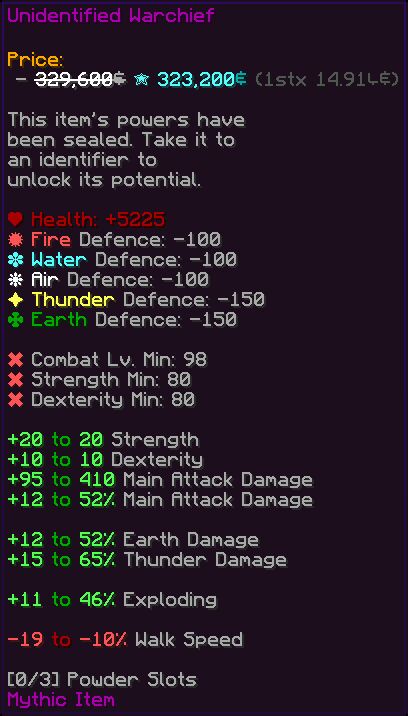 Unidentified Warchief
Price:
- 329,600 323,200 (1stx 14.91)
This item's powers have
been sealed. Take it to
an identifier to
unlock its potential.
Health: +5225
Fire Defence: -100
Water Defence: -100
Air Defence: -100
Thunder Defence: -150
Earth Defence: -150
✖ Combat Lv. Min: 98
✖ Strength Min: 80
✖ Dexterity Min: 80
+20 to 20 Strength
+10 to 10 Dexterity
+95 to 410 Main Attack Damage
+12 to 52% Main Attack Damage
+12 to 52% Earth Damage
+15 to 65% Thunder Damage
+11 to 46% Exploding
-19 to -10% Walk Speed
[0/3] Powder Slots
Mythic Item